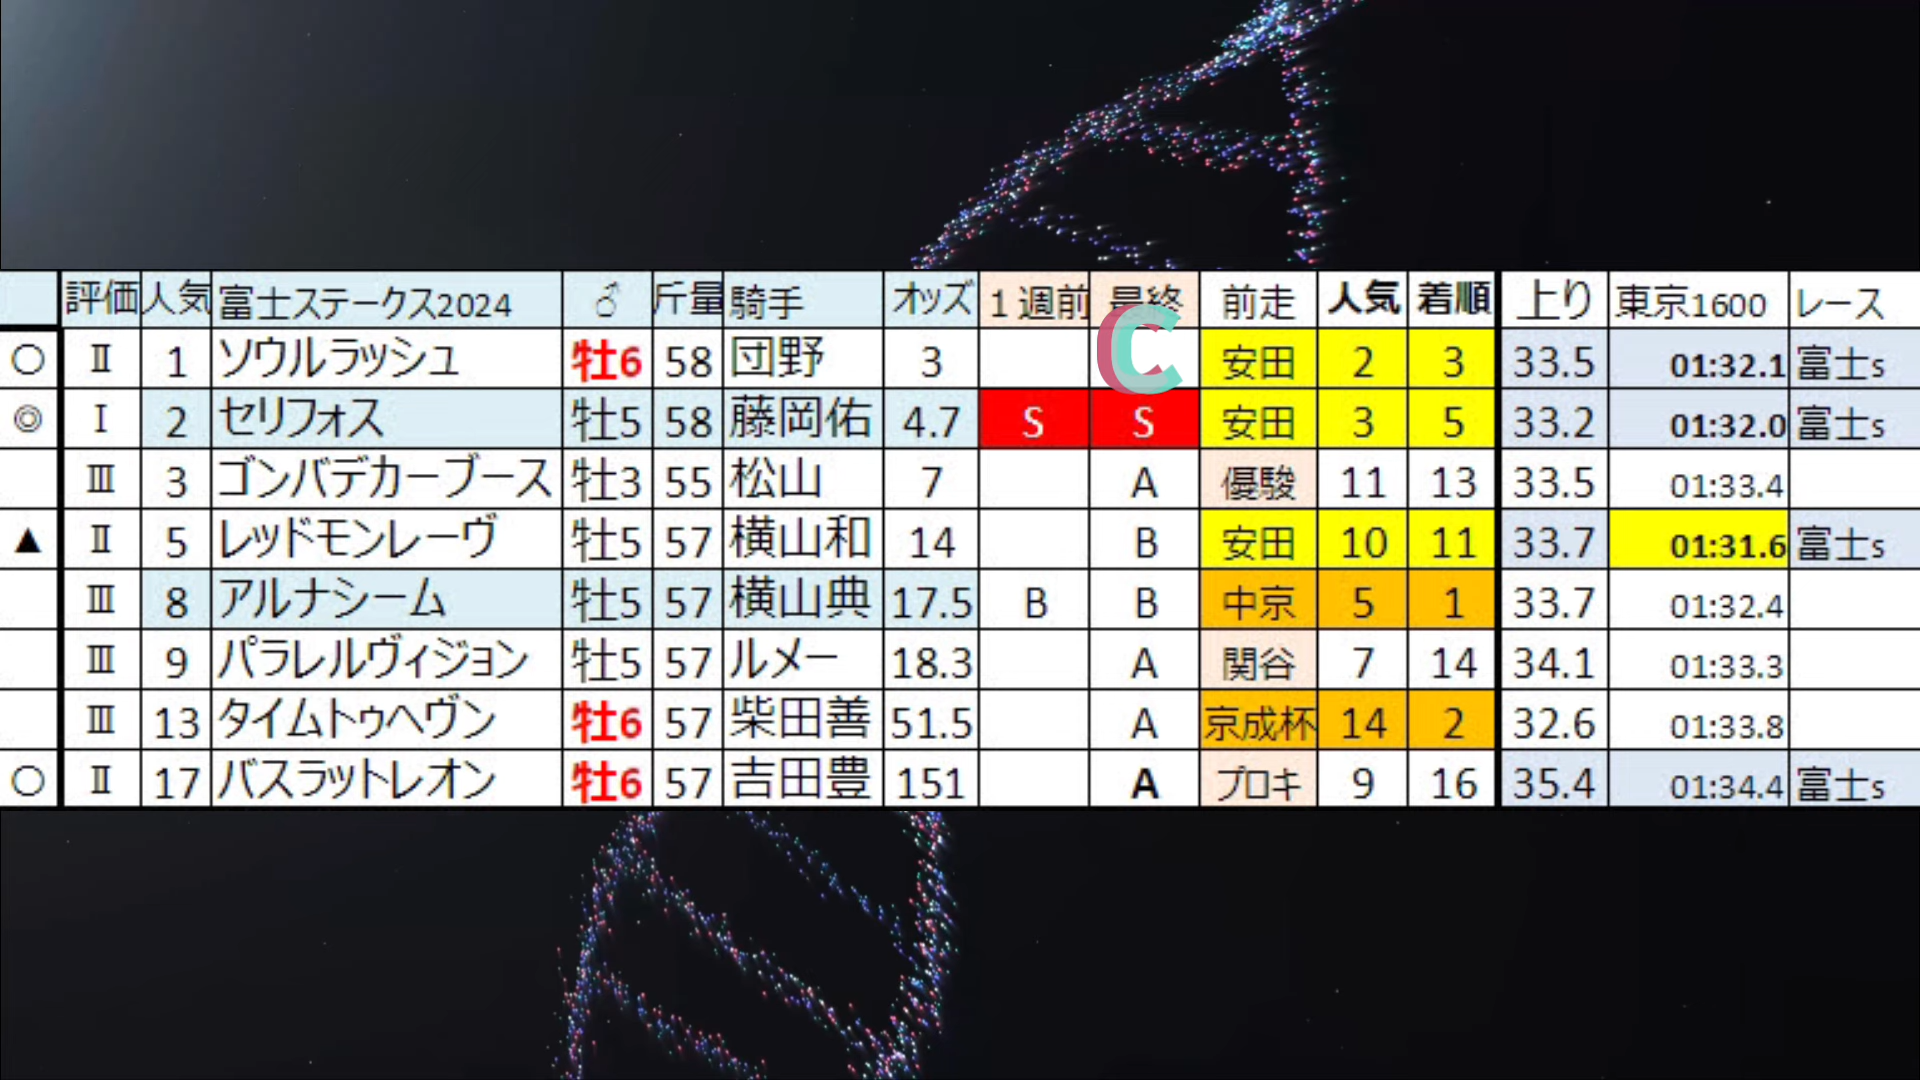 評価 人気 富士ステークス2024 ♂ 斤量 騎手 オッズ 1週前 最終 前走 人気 着順 上り 東京1600 レース
○ Ⅱ 1 ソウルラッシュ 牡6 58 団野 3 C 安田 2 3 33.5 01:32.1 富士s
◎ Ⅰ 2 セリフォス 牡5 58 藤岡佑 4.7 S S 安田 3 5 33.2 01:32.0 富士s
Ⅲ 3 ゴンバデカーブース 牡3 55 松山 7 A 優駿 11 13 33.5 01:33.4
▲ Ⅱ 5 レッドモンレーヴ 牡5 57 横山和 14 B 安田 10 11 33.7 01:31.6 富士s
Ⅲ 8 アルナシーム 牡5 57 横山典 17.5 B B 中京 5 1 33.7 01:32.4
Ⅲ 9 パラレルヴィジョン 牡5 57 ルメー 18.3 A 関谷 7 14 34.1 01:33.3
Ⅲ 13 タイムトゥヘヴン 牡6 57 柴田善 51.5 A 京成杯 14 2 32.6 01:33.8
○ Ⅱ 17 バスラットレオン 牡6 57 吉田豊 151 A プロキ 9 16 35.4 01:34.4 富士s